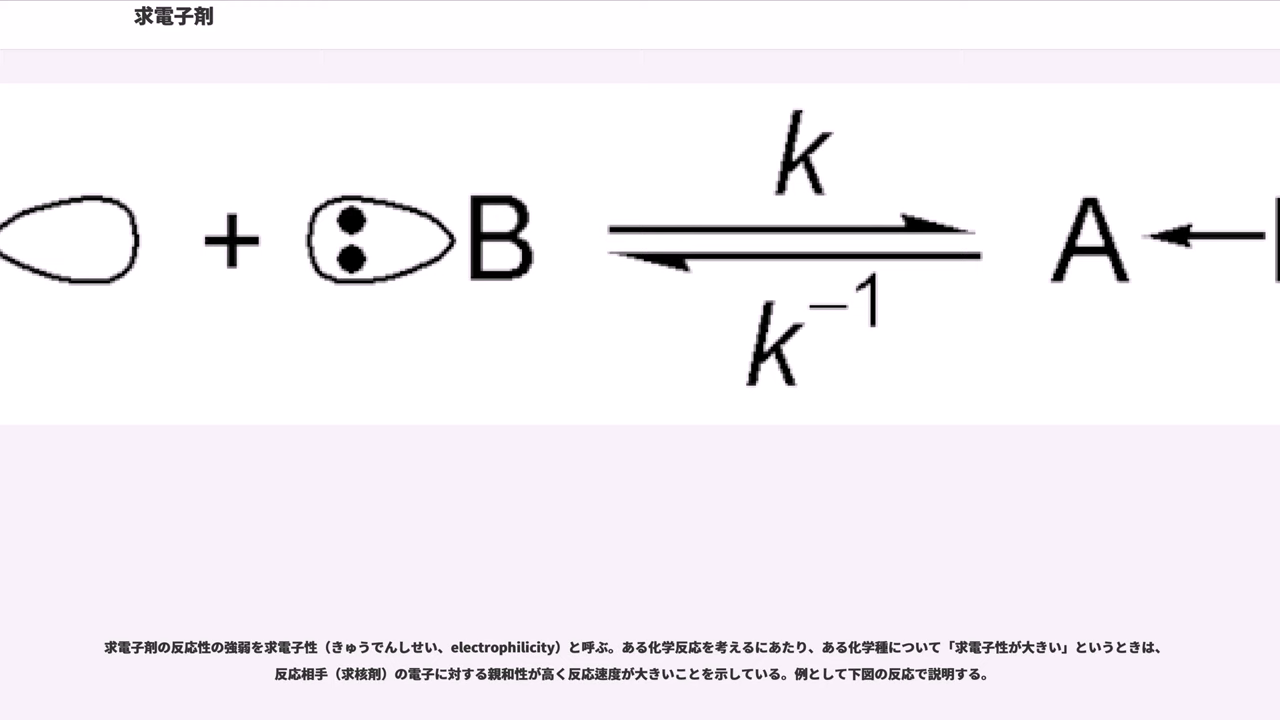 求電子剤
k
+ B A
k−1
求電子剤の反応性の強弱を求電子性（きゅうでんしせい、electrophilicity）と呼ぶ。ある化学反応を考えるにあたり、ある化学種について「求電子性が大きい」というときは、
反応相手（求核剤）の電子に対する親和性が高く反応速度が大きいことを示している。例として下図の反応で説明する。